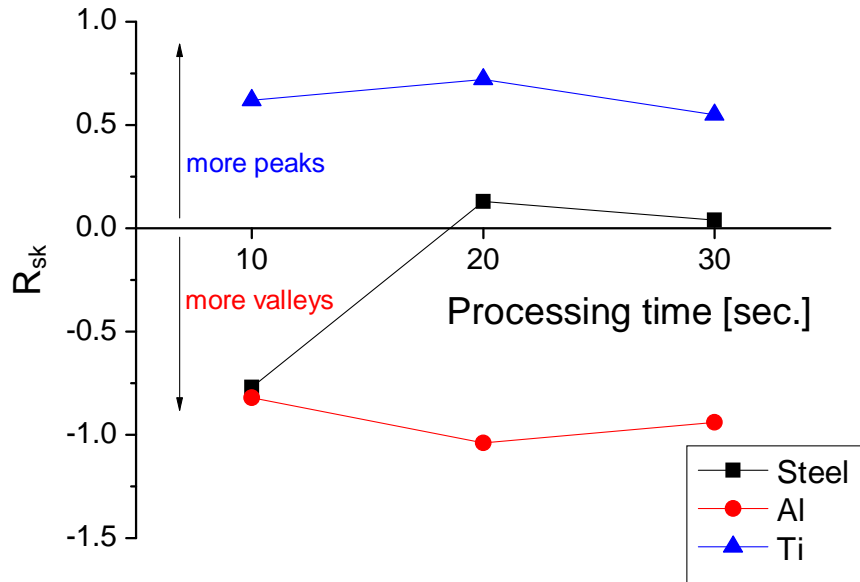 1.0
0.5
more peaks
0.0
10
20
30
R_sk
more valleys
Processing time [sec.]
-0.5
-1.0
-1.5
Steel
Al
Ti